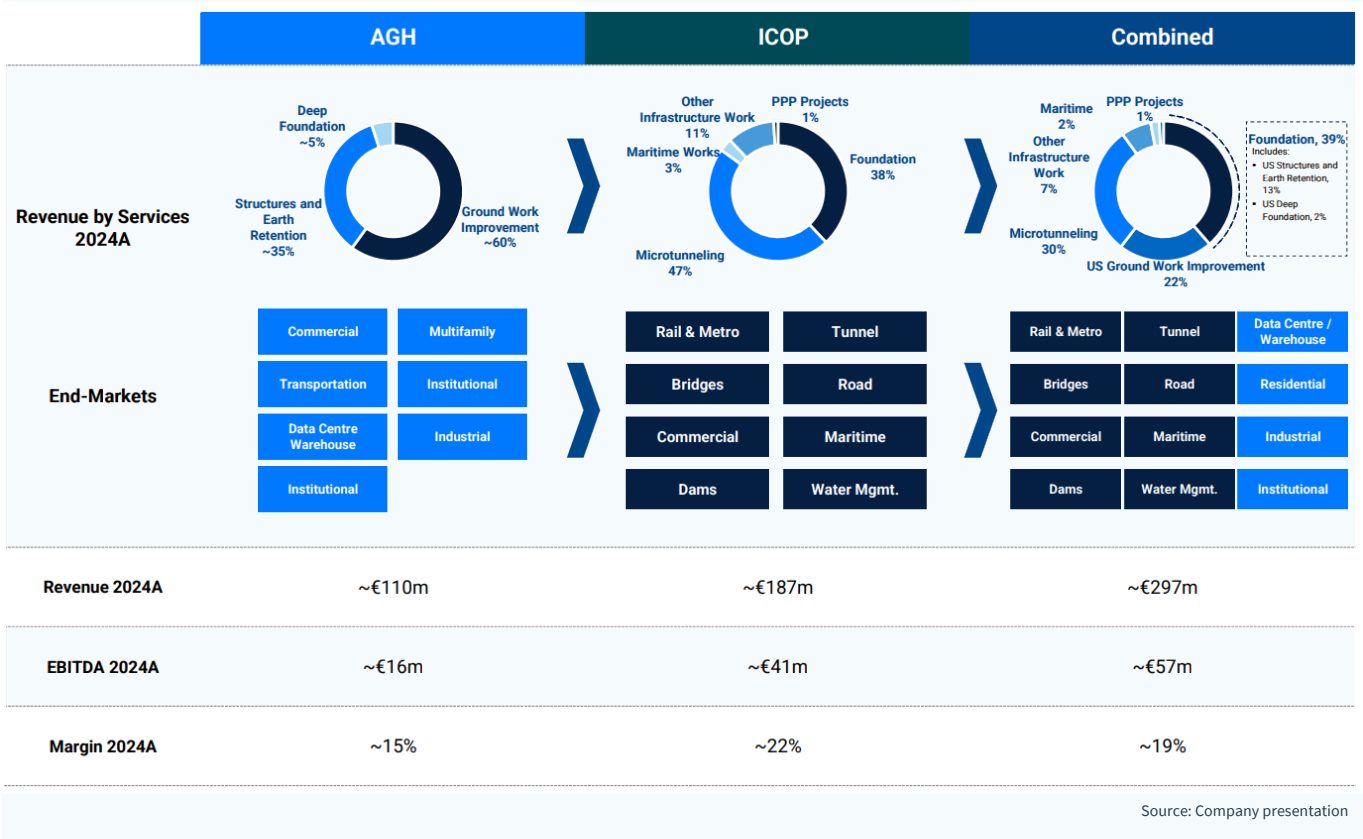 AGH
ICOP
Combined
Revenue by Services
2024A
Deep
Foundation
~5%
Structures and
Earth
Retention
~35%
Ground Work
Improvement
~60%
Other
Infrastructure Work
11%
PPP Projects
1%
Maritime Works
3%
Foundation
38%
Microtunneling
47%
Maritime
2%
PPP Projects
1%
Other
Infrastructure
Work
7%
Microtunneling
30%
US Ground Work Improvement
22%
Foundation, 39%
Includes:
• US Structures and
Earth Retention,
13%
• US Deep
Foundation, 2%
End-Markets
Commercial
Multifamily
Transportation
Institutional
Data Centre
Warehouse
Industrial
Institutional
Rail & Metro
Tunnel
Bridges
Road
Commercial
Maritime
Dams
Water Mgmt.
Rail & Metro
Tunnel
Data Centre /
Warehouse
Bridges
Road
Residential
Commercial
Maritime
Industrial
Dams
Water Mgmt.
Institutional
Revenue 2024A
~€110m
~€187m
~€297m
EBITDA 2024A
~€16m
~€41m
~€57m
Margin 2024A
~15%
~22%
~19%
Source: Company presentation